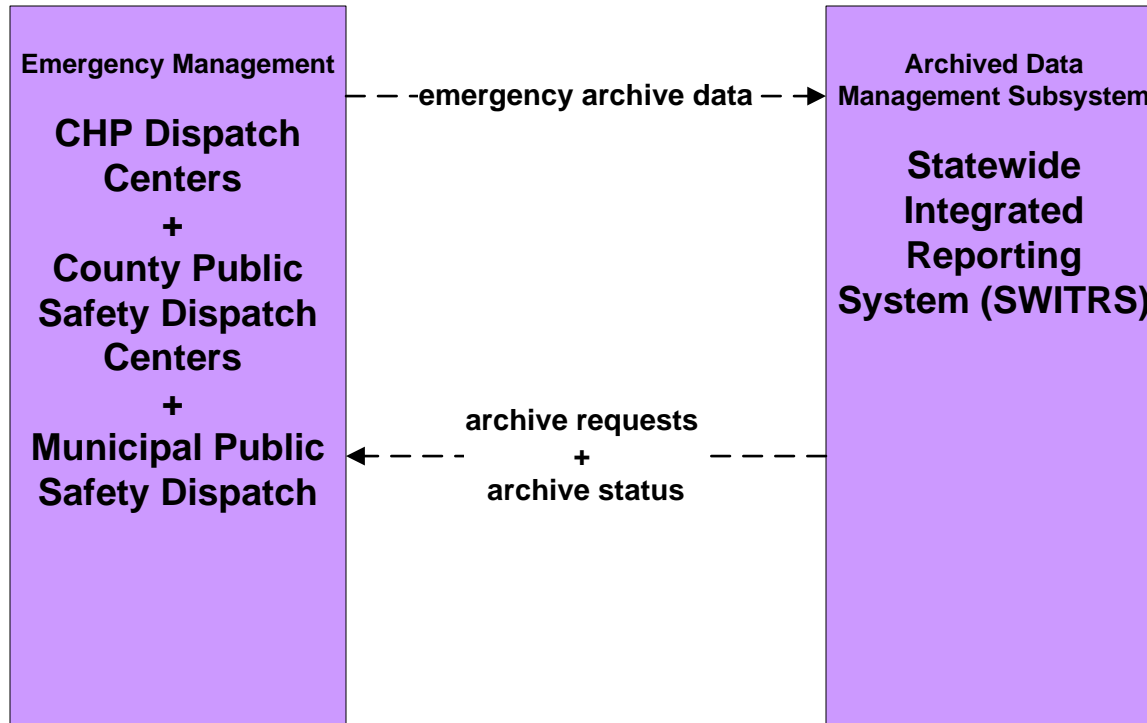 Emergency Management
CHP Dispatch
Centers
+
County Public
Safety Dispatch
Centers
+
Municipal Public
Safety Dispatch
emergency archive data
archive requests
+
archive status
Archived Data
Management Subsystem
Statewide
Integrated
Reporting
System (SWITRS)